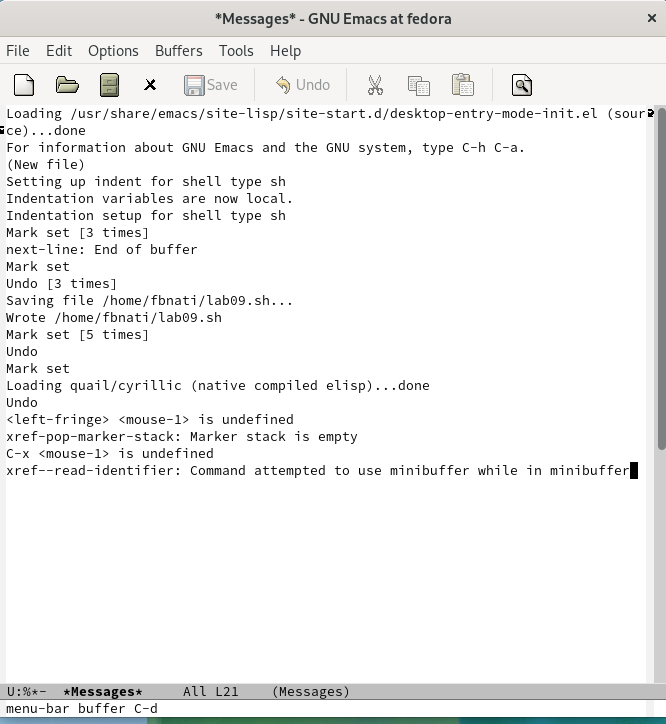 *Messages* - GNU Emacs at fedora
File Edit Options Buffers Tools Help
Save Undo
Loading /usr/share/emacs/site-lisp/site-start.d/desktop-entry-mode-init.el (sour
ce)...done
For information about GNU Emacs and the GNU system, type C-h C-a.
(New file)
Setting up indent for shell type sh
Indentation variables are now local.
Indentation setup for shell type sh
Mark set [3 times]
next-line: End of buffer
Mark set
Undo [3 times]
Saving file /home/fbnati/lab09.sh...
Wrote /home/fbnati/lab09.sh
Mark set [5 times]
Undo
Mark set
Loading quail/cyrillic (native compiled elisp)...done
Undo
<left-fringe> <mouse-1> is undefined
xref-pop-marker-stack: Marker stack is empty
C-x <mouse-1> is undefined
xref--read-identifier: Command attempted to use minibuffer while in minibuffer
U:%*- *Messages* All L21 (Messages)
menu-bar buffer C-d